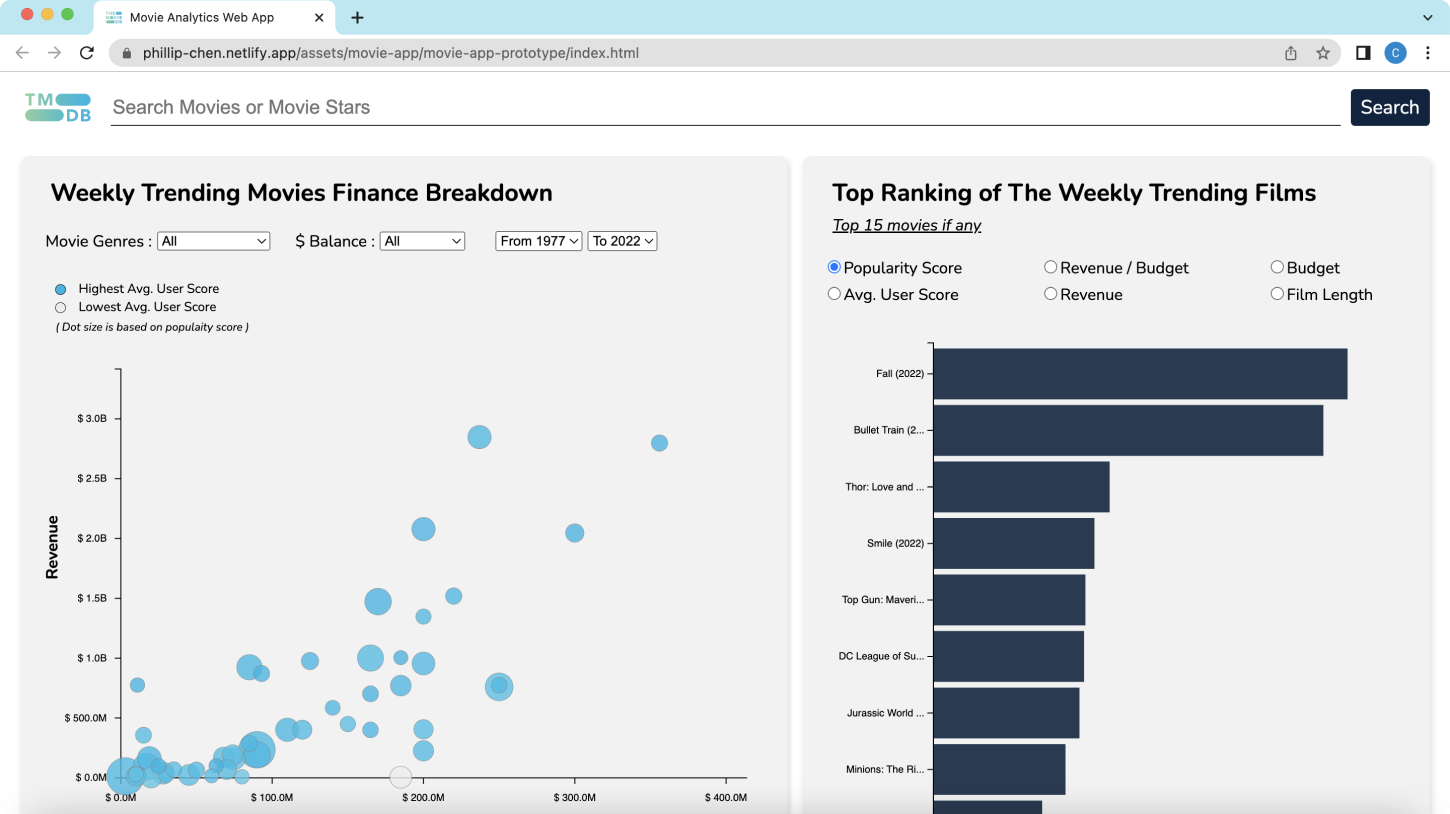 Movie Analytics Web App
phillip-chen.netlify.app/assets/movie-app/movie-app-prototype/index.html
C
TM
DB
Search Movies or Movie Stars
Search
Weekly Trending Movies Finance Breakdown
Movie Genres : All $ Balance : All From 1977 To 2022
Highest Avg. User Score
Lowest Avg. User Score
( Dot size is based on populaity score )
Revenue
$ 3.0B
$ 2.5B
$ 2.0B
$ 1.5B
$ 1.0B
$ 500.0M
$ 0.0M
$ 0.0M $ 100.0M $ 200.0M $ 300.0M $ 400.0M
Top Ranking of The Weekly Trending Films
Top 15 movies if any
Popularity Score Revenue / Budget Budget
Avg. User Score Revenue Film Length
Fall (2022)
Bullet Train (2...
Thor: Love and ...
Smile (2022)
Top Gun: Maveri...
DC League of Su...
Jurassic World ...
Minions: The Ri...